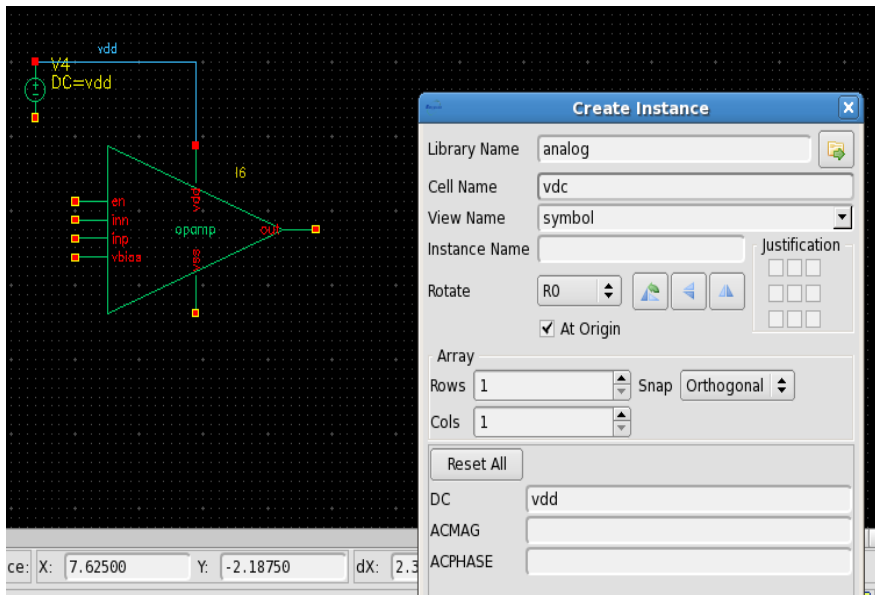 vdd
V4
DC=vdd
I6
en
inn
inp
vbias
vdd
opamp
out
vss
Create Instance
Library Name analog
Cell Name vdc
View Name symbol
Instance Name
Justification
Rotate R0
At Origin
Array
Rows 1 Snap Orthogonal
Cols 1
Reset All
DC vdd
ACMAG
ACPHASE
ce: X: 7.62500 Y: -2.18750 dX: 2.3